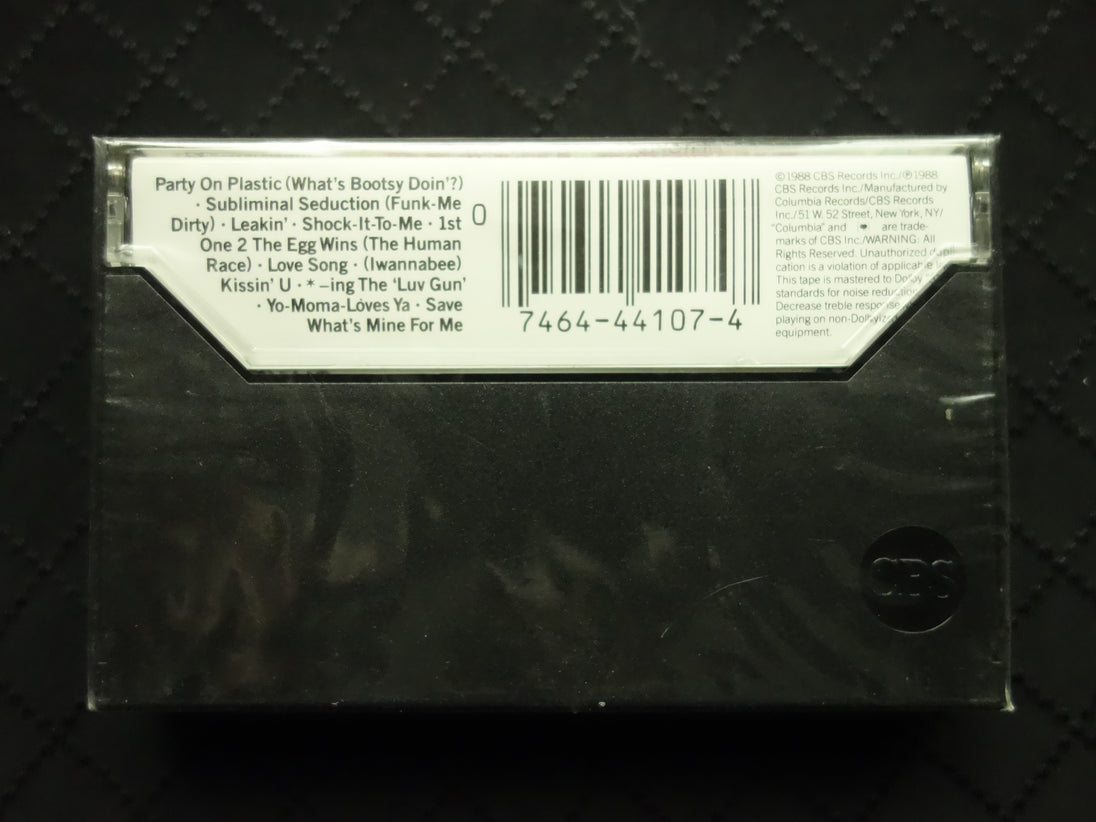 Party On Plastic (What's Bootsy Doin'?)
· Subliminal Seduction (Funk-Me
Dirty) · Leakin' · Shock-It-To-Me · 1st
One 2 The Egg Wins (The Human
Race) · Love Song · (Iwannabee)
Kissin' U · *–ing The 'Luv Gun'
· Yo-Moma-Loves Ya · Save
What's Mine For Me
0
7464-44107-4
©1988 CBS Records Inc./℗1988
CBS Records Inc./Manufactured by
Columbia Records/CBS Records
Inc./51 W. 52 Street, New York, NY/
"Columbia" and are trade-
marks of CBS Inc./WARNING: All
Rights Reserved. Unauthorized dupli-
cation is a violation of applicable
This tape is mastered to Dolby
standards for noise reduction
Decrease treble response
playing on non-Dolbyized
equipment.
CBS